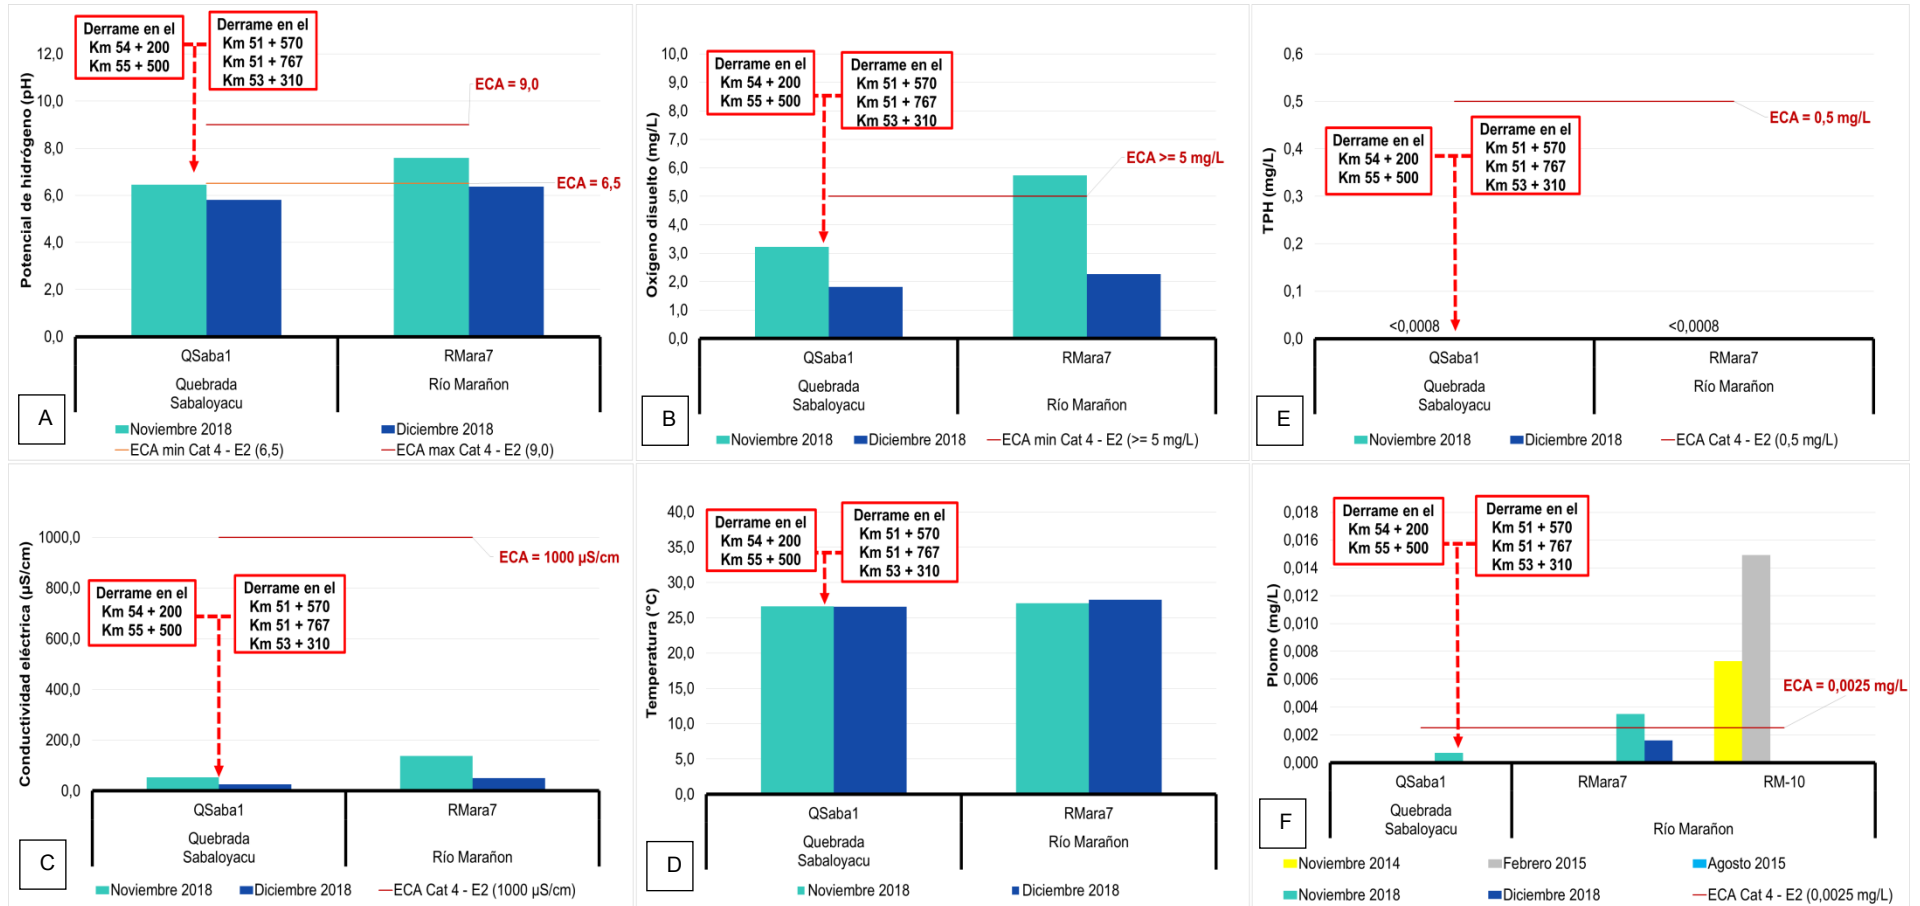 Potencial de hidrógeno (pH)
12,0
10,0
8,0
6,0
4,0
2,0
0,0
Derrame en el
Km 54 + 200
Km 55 + 500
Derrame en el
Km 51 + 570
Km 51 + 767
Km 53 + 310
ECA = 9,0
ECA = 6,5
QSaba1
RMara7
Quebrada
Sabaloyacu
Río Marañon
A
Noviembre 2018
Diciembre 2018
ECA min Cat 4 - E2 (6,5)
ECA max Cat 4 - E2 (9,0)
Oxígeno disuelto (mg/L)
10,0
9,0
8,0
7,0
6,0
5,0
4,0
3,0
2,0
1,0
0,0
Derrame en el
Km 54 + 200
Km 55 + 500
Derrame en el
Km 51 + 570
Km 51 + 767
Km 53 + 310
ECA >= 5 mg/L
QSaba1
RMara7
Quebrada
Sabaloyacu
Río Marañon
B
Noviembre 2018
Diciembre 2018
ECA min Cat 4 - E2 (>= 5 mg/L)
TPH (mg/L)
0,6
0,5
0,4
0,3
0,2
0,1
0,0
Derrame en el
Km 54 + 200
Km 55 + 500
Derrame en el
Km 51 + 570
Km 51 + 767
Km 53 + 310
ECA = 0,5 mg/L
<0,0008
<0,0008
QSaba1
RMara7
Quebrada
Sabaloyacu
Río Marañon
E
Noviembre 2018
Diciembre 2018
ECA Cat 4 - E2 (0,5 mg/L)
Conductividad eléctrica (µS/cm)
1000,0
800,0
600,0
400,0
200,0
0,0
Derrame en el
Km 54 + 200
Km 55 + 500
Derrame en el
Km 51 + 570
Km 51 + 767
Km 53 + 310
ECA = 1000 µS/cm
QSaba1
RMara7
Quebrada
Sabaloyacu
Río Marañon
C
Noviembre 2018
Diciembre 2018
ECA Cat 4 - E2 (1000 µS/cm)
Temperatura (°C)
40,0
35,0
30,0
25,0
20,0
15,0
10,0
5,0
0,0
Derrame en el
Km 54 + 200
Km 55 + 500
Derrame en el
Km 51 + 570
Km 51 + 767
Km 53 + 310
QSaba1
RMara7
Quebrada
Sabaloyacu
Río Marañon
D
Noviembre 2018
Diciembre 2018
Plomo (mg/L)
0,018
0,016
0,014
0,012
0,010
0,008
0,006
0,004
0,002
0,000
Derrame en el
Km 54 + 200
Km 55 + 500
Derrame en el
Km 51 + 570
Km 51 + 767
Km 53 + 310
ECA = 0,0025 mg/L
QSaba1
RMara7
RM-10
Quebrada
Sabaloyacu
Río Marañon
F
Noviembre 2014
Febrero 2015
Agosto 2015
Noviembre 2018
Diciembre 2018
ECA Cat 4 - E2 (0,0025 mg/L)